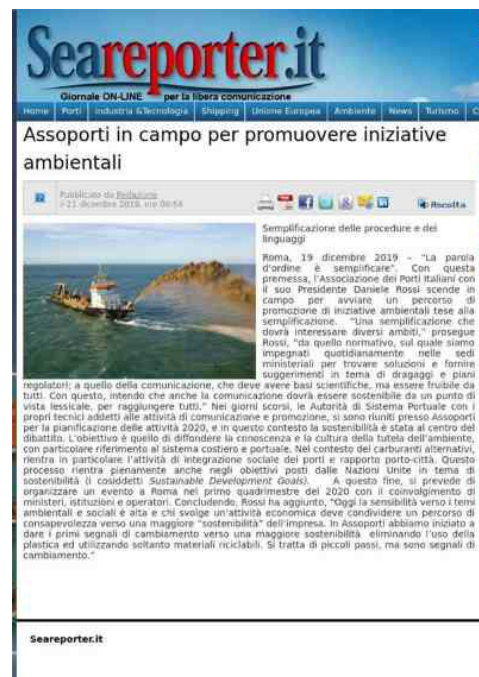 Seareporter.it
Giornale ON-LINE per la libera comunicazione
Home Porti Industria & Tecnologia Shipping Unione Europea Ambiente News Turismo
Assoporti in campo per promuovere iniziative
ambientali
Pubblicato da Redazione
il 21 dicembre 2019, ore 06:58
Ascolta
Semplificazione delle procedure e dei
linguaggi
Roma, 19 dicembre 2019 – "La parola
d'ordine è semplificare". Con questa
premessa, l'Associazione dei Porti Italiani con
il suo Presidente Daniele Rossi scende in
campo per avviare un percorso di
promozione di iniziative ambientali tese alla
semplificazione. "Una semplificazione che
dovrà interessare diversi ambiti," prosegue
Rossi, "da quello normativo, sul quale siamo
impegnati quotidianamente nelle sedi
ministeriali per trovare soluzioni e fornire
suggerimenti in tema di dragaggi e piani
regolatori; a quello della comunicazione, che deve avere basi scientifiche, ma essere fruibile da
tutti. Con questo, intendo che anche la comunicazione dovrà essere sostenibile da un punto di
vista lessicale, per raggiungere tutti." Nei giorni scorsi, le Autorità di Sistema Portuale con i
propri tecnici addetti alle attività di comunicazione e promozione, si sono riuniti presso Assoporti
per la pianificazione delle attività 2020, e in questo contesto la sostenibilità è stata al centro del
dibattito. L'obiettivo è quello di diffondere la conoscenza e la cultura della tutela dell'ambiente,
con particolare riferimento al sistema costiero e portuale. Nel contesto dei carburanti alternativi,
rientra in particolare l'attività di integrazione sociale dei porti e rapporto porto-città. Questo
processo rientra pienamente anche negli obiettivi posti dalle Nazioni Unite in tema di
sostenibilità (i cosiddetti Sustainable Development Goals). A questo fine, si prevede di
organizzare un evento a Roma nel primo quadrimestre del 2020 con il coinvolgimento di
ministeri, istituzioni e operatori. Concludendo, Rossi ha aggiunto, "Oggi la sensibilità verso i temi
ambientali e sociali è alta e chi svolge un'attività economica deve condividere un percorso di
consapevolezza verso una maggiore "sostenibilità" dell'impresa. In Assoporti abbiamo iniziato a
dare i primi segnali di cambiamento verso una maggiore sostenibilità eliminando l'uso della
plastica ed utilizzando soltanto materiali riciclabili. Si tratta di piccoli passi, ma sono segnali di
cambiamento."
Seareporter.it